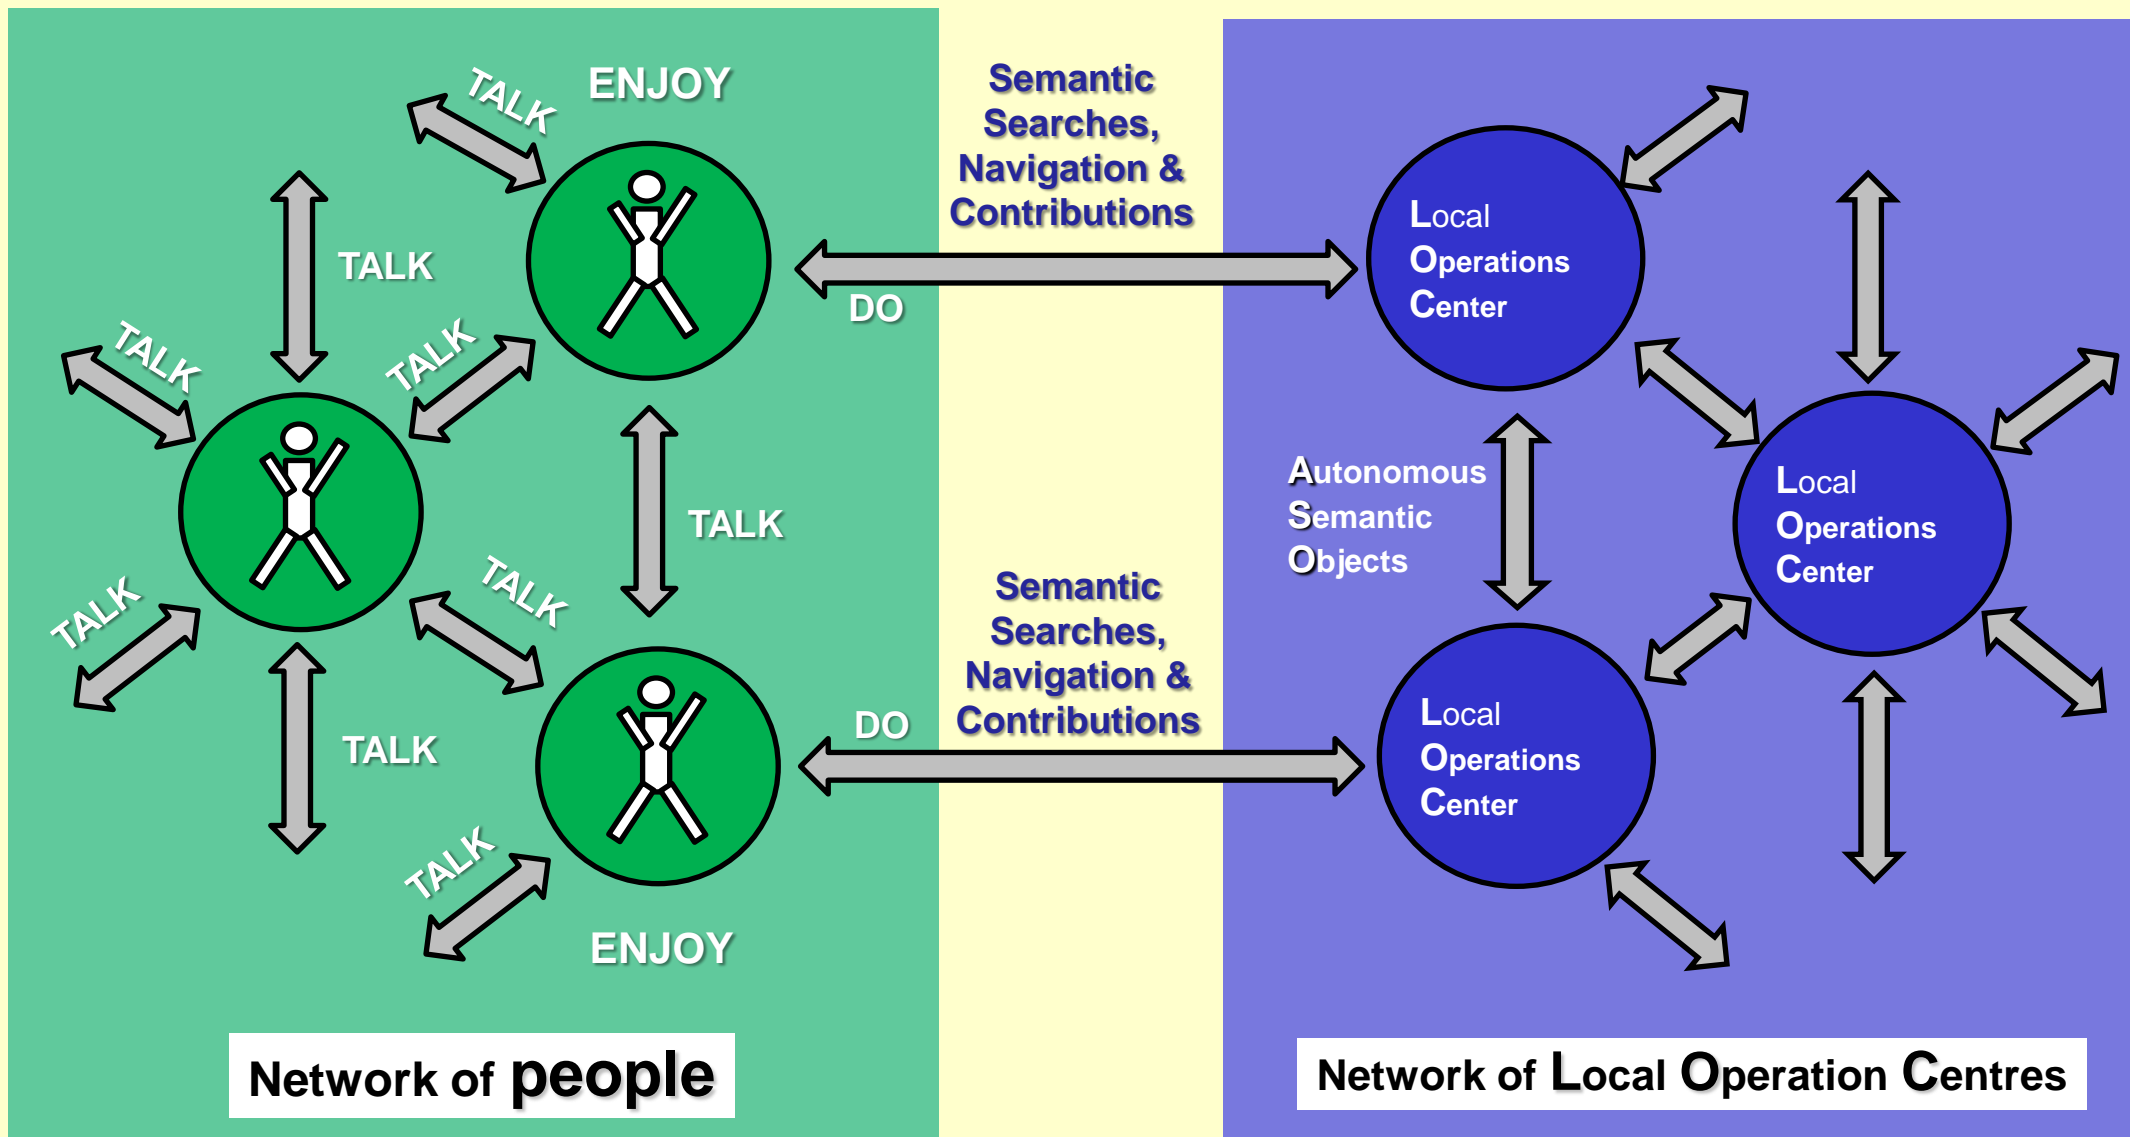 TALK
ENJOY
TALK
TALK
TALK
DO
TALK
TALK
TALK
TALK
DO
TALK
ENJOY
Network of people
Semantic
Searches,
Navigation &
Contributions
Semantic
Searches,
Navigation &
Contributions
Local
Operations
Center
Autonomous
Semantic
Objects
Local
Operations
Center
Local
Operations
Center
Network of Local Operation Centres